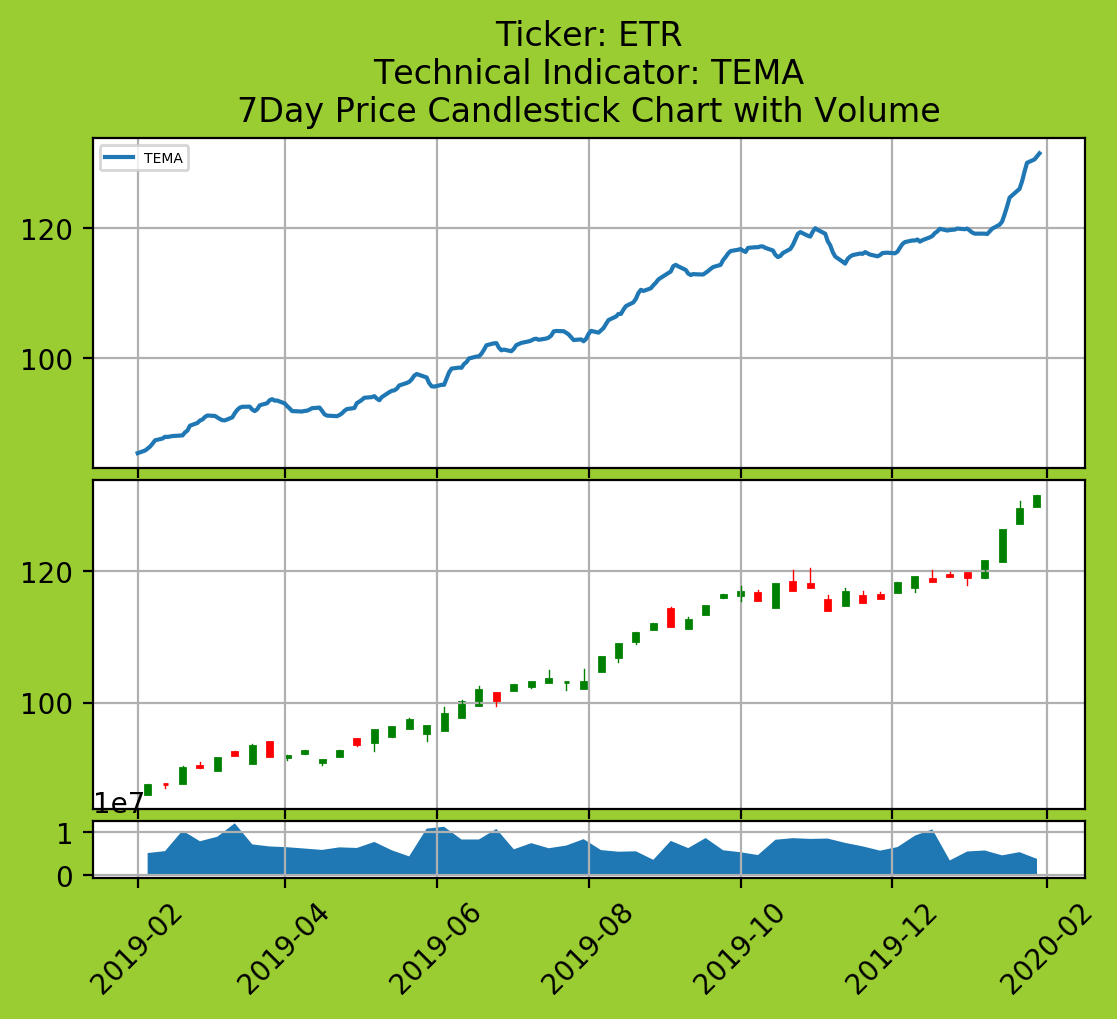 Ticker: ETR
Technical Indicator: TEMA
7Day Price Candlestick Chart with Volume
TEMA
120
100
120
100
1e7
1
0
2019-02
2019-04
2019-06
2019-08
2019-10
2019-12
2020-02